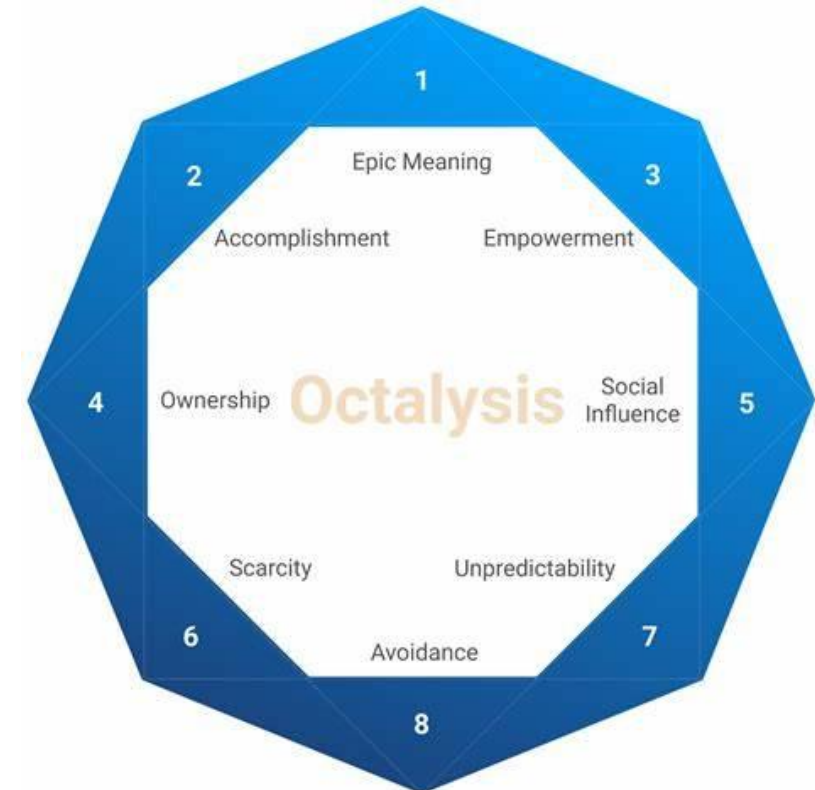 1
2
3
Epic Meaning
Accomplishment
Empowerment
4
Ownership
Octalysis
Social
Influence
5
Scarcity
Unpredictability
6
7
Avoidance
8